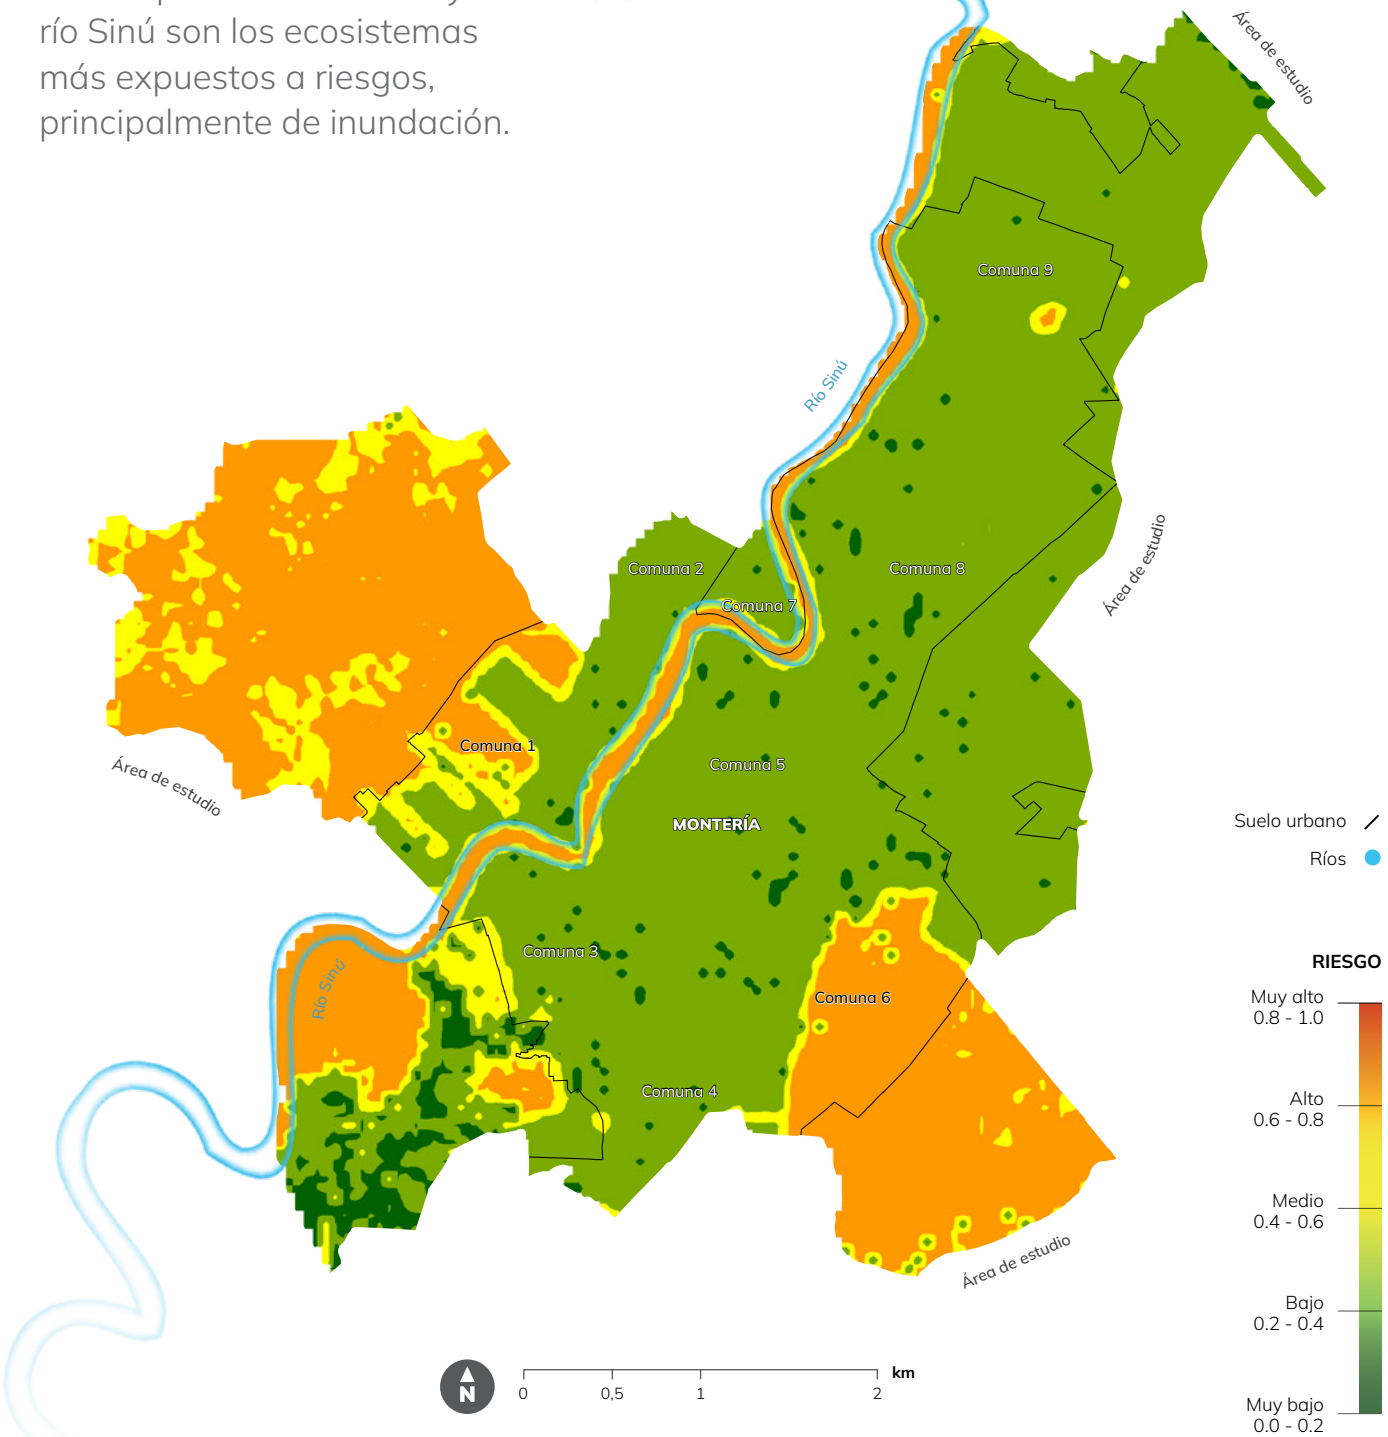 río Sinú son los ecosistemas
más expuestos a riesgos,
principalmente de inundación.
Área de estudio
Comuna 9
Río Sinú
Comuna 2
Comuna 8
Área de estudio
Comuna 7
Comuna 1
Comuna 5
Área de estudio
MONTERÍA
Suelo urbano
Ríos
Comuna 3
RIESGO
Río Sinú
Comuna 6
Muy alto
0.8 - 1.0
Comuna 4
Alto
0.6 - 0.8
Medio
0.4 - 0.6
Área de estudio
Bajo
0.2 - 0.4
N
km
0
0,5
1
2
Muy bajo
0.0 - 0.2